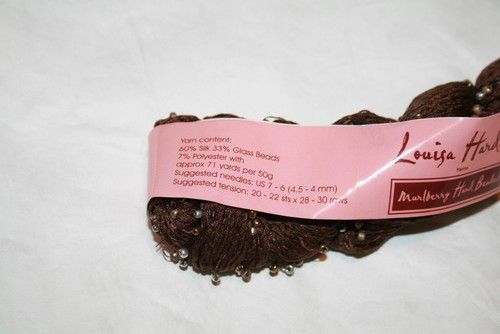 Yarn content:
60% Silk 33% Glass Beads
7% Polyester with
approx 71 yards per 50g
Suggested needles: US 7 - 6 (4.5 - 4 mm)
Suggested tension: 20 - 22 sts x 28 - 30 rows
Louisa Hard
Marlberry Hand Beaded